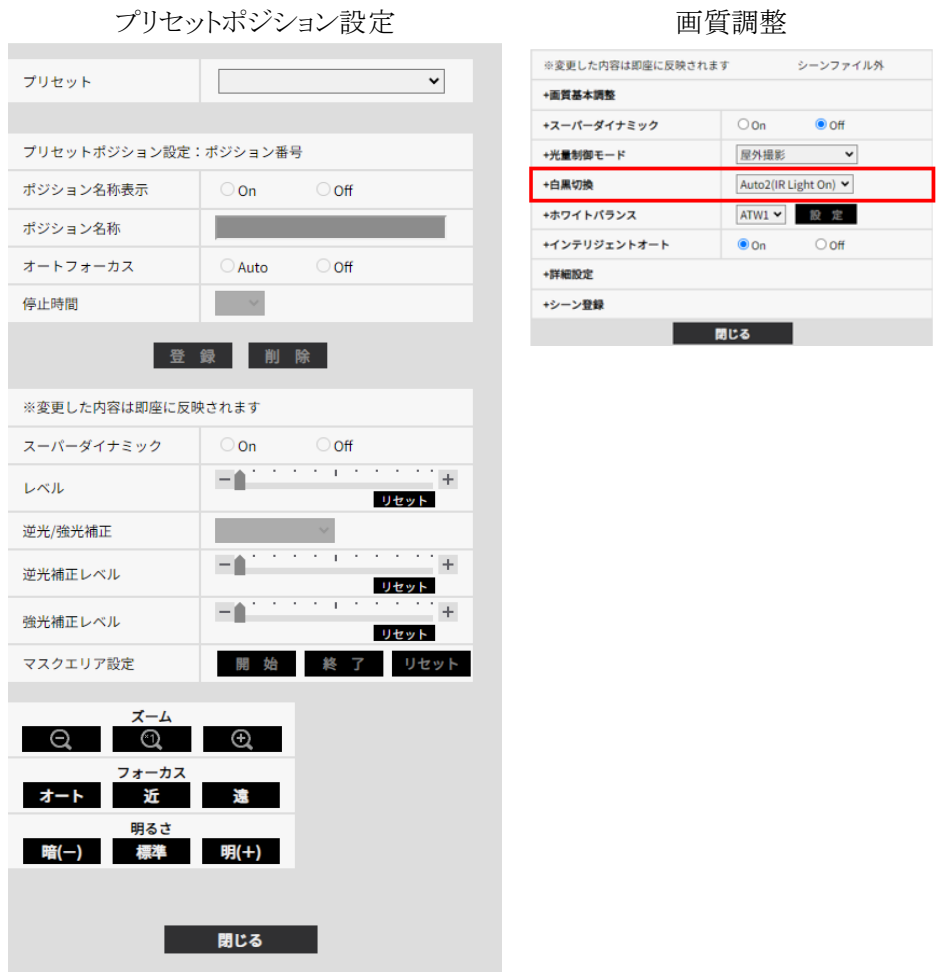 プリセットポジション設定
プリセット
プリセットポジション設定：ポジション番号
ポジション名称表示 On Off
ポジション名称
オートフォーカス Auto Off
停止時間
登 録 削 除
※変更した内容は即座に反映されます
スーパーダイナミック On Off
レベル
リセット
逆光/強光補正
逆光補正レベル
リセット
強光補正レベル
リセット
マスクエリア設定 開 始 終 了 リセット
ズーム
×1
フォーカス
オート 近 遠
明るさ
暗(ー) 標準 明(+)
閉じる
画質調整
※変更した内容は即座に反映されます シーンファイル外
+画質基本調整
+スーパーダイナミック On Off
+光量制御モード 屋外撮影
+白黒切換 Auto2(IR Light On)
+ホワイトバランス ATW1 設 定
+インテリジェントオート On Off
+詳細設定
+シーン登録
閉じる